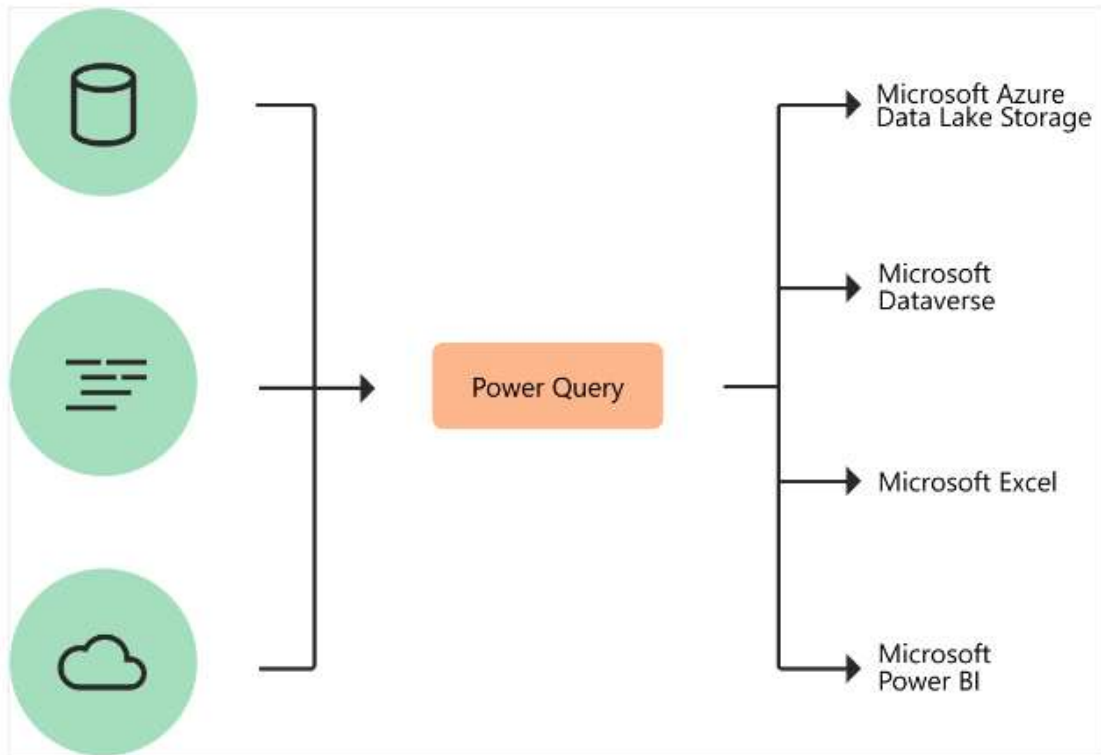 Microsoft Azure
Data Lake Storage
Microsoft
Dataverse
Power Query
Microsoft Excel
Microsoft
Power BI